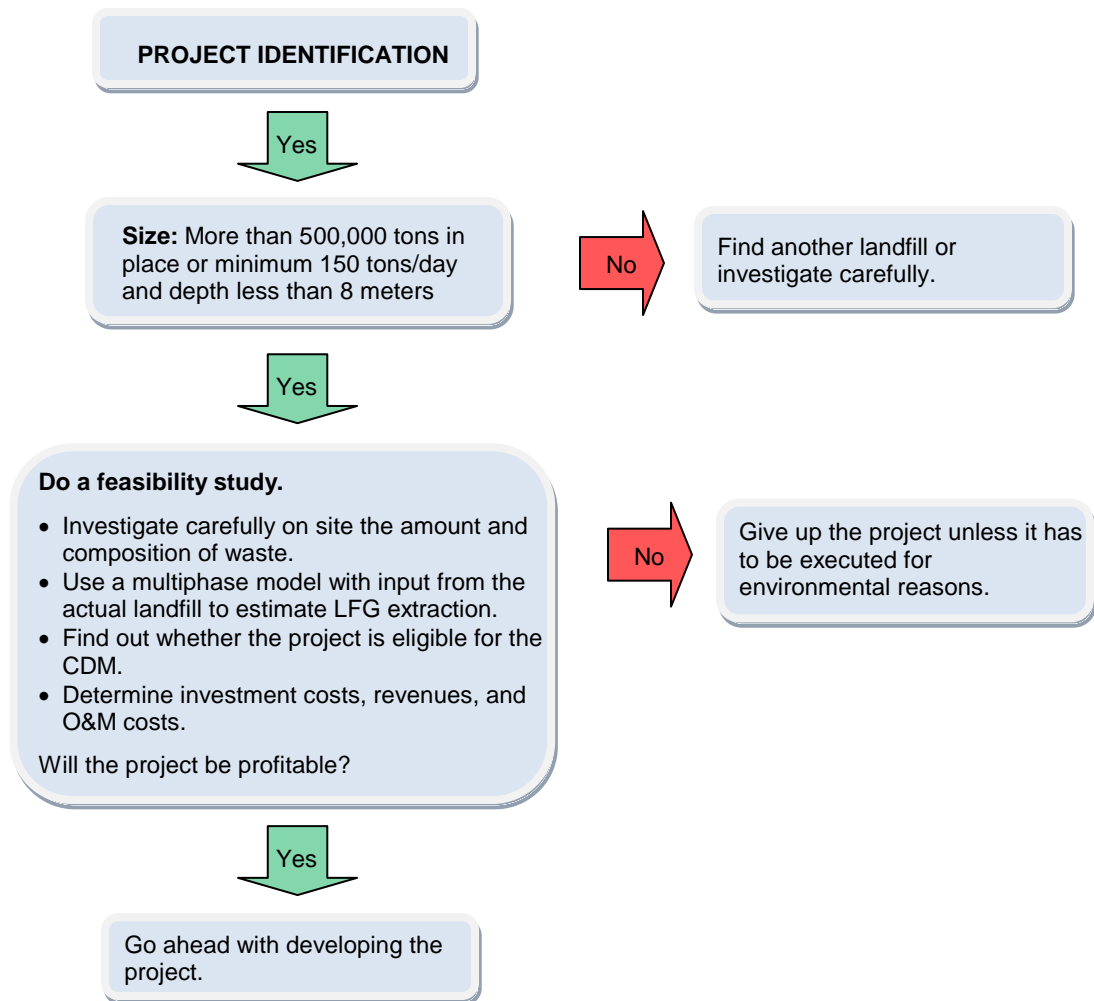 PROJECT IDENTIFICATION
Yes
Size: More than 500,000 tons in
place or minimum 150 tons/day
and depth less than 8 meters
No
Find another landfill or
investigate carefully.
Yes
Do a feasibility study.
• Investigate carefully on site the amount and
composition of waste.
• Use a multiphase model with input from the
actual landfill to estimate LFG extraction.
• Find out whether the project is eligible for the
CDM.
• Determine investment costs, revenues, and
O&M costs.
Will the project be profitable?
No
Give up the project unless it has
to be executed for
environmental reasons.
Yes
Go ahead with developing the
project.